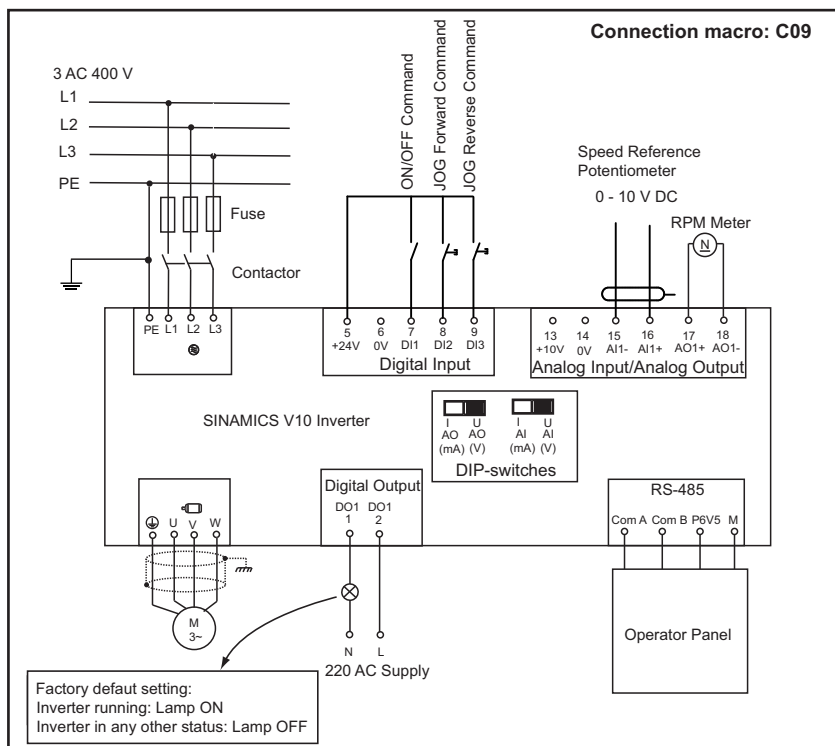 Connection macro: C09
3 AC 400 V
L1
L2
L3
PE
Fuse
Contactor
ON/OFF Command
JOG Forward Command
JOG Reverse Command
Speed Reference
Potentiometer
0 - 10 V DC
RPM Meter
N
PE L1 L2 L3
5 6 7 8 9
+24V 0V DI1 DI2 DI3
Digital Input
13 14 15 16 17 18
+10V 0V AI1- AI1+ AO1+ AO1-
Analog Input/Analog Output
SINAMICS V10 Inverter
I U I U
AO AO AI AI
(mA) (V) (mA) (V)
DIP-switches
U V W
Digital Output
DO1 DO1
1 2
RS-485
Com A Com B P6V5 M
M
3~
N L
220 AC Supply
Operator Panel
Factory defaut setting:
Inverter running: Lamp ON
Inverter in any other status: Lamp OFF